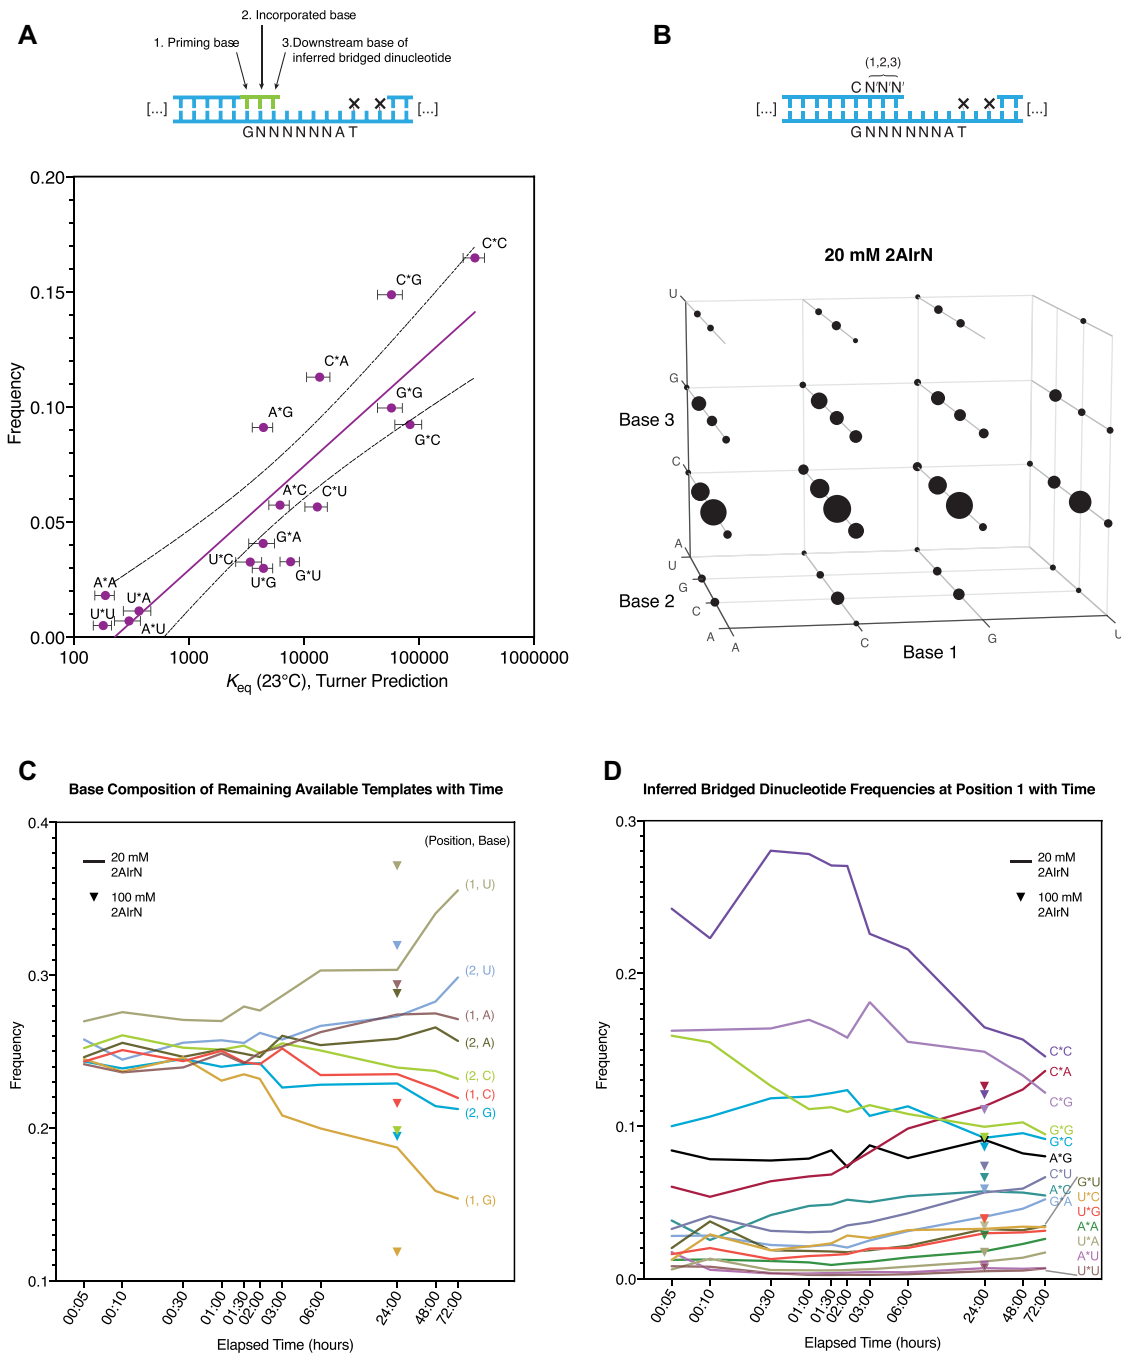 A
2. Incorporated base
1. Priming base
3.Downstream base of
inferred bridged dinucleotide
[...]
[...]
GNNNNNNAT
0.20
0.15
0.10
0.05
0.00
Frequency
C*C
C*G
C*A
G*G
A*G
G*C
A*C
C*U
G*A
U*C
U*G
G*U
A*A
U*A
U*U
A*U
100
1000
10000
100000
1000000
Keq (23°C), Turner Prediction
B
(1,2,3)
C N'N'N'
[...]
[...]
GNNNNNNAT
20 mM 2AIrN
U
G
Base 3
C
A
U
G
Base 2
C
A
A
C
G
U
Base 1
C
Base Composition of Remaining Available Templates with Time
0.4
0.3
0.2
0.1
Frequency
(Position, Base)
20 mM
2AIrN
100 mM
2AIrN
(1, U)
(2, U)
(1, A)
(2, A)
(2, C)
(1, C)
(2, G)
(1, G)
00:05
00:10
00:30
01:00
01:30
02:00
03:00
06:00
24:00
48:00
72:00
Elapsed Time (hours)
D
Inferred Bridged Dinucleotide Frequencies at Position 1 with Time
0.3
0.2
0.1
0.0
Frequency
20 mM
2AIrN
100 mM
2AIrN
C*C
C*A
C*G
G*G
G*C
A*G
C*U
G*U
A*C
U*C
G*A
U*G
A*A
U*A
A*U
U*U
00:05
00:10
00:30
01:00
01:30
02:00
03:00
06:00
24:00
48:00
72:00
Elapsed Time (hours)